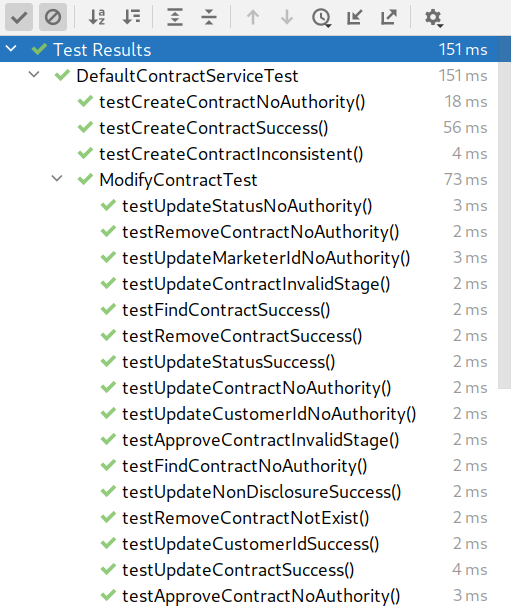 Test Results 151 ms
DefaultContractServiceTest 151 ms
testCreateContractNoAuthority() 18 ms
testCreateContractSuccess() 56 ms
testCreateContractInconsistent() 4 ms
ModifyContractTest 73 ms
testUpdateStatusNoAuthority() 3 ms
testRemoveContractNoAuthority() 2 ms
testUpdateMarketerIdNoAuthority() 3 ms
testUpdateContractInvalidStage() 2 ms
testFindContractSuccess() 2 ms
testRemoveContractSuccess() 2 ms
testUpdateStatusSuccess() 2 ms
testUpdateContractNoAuthority() 2 ms
testUpdateCustomerIdNoAuthority() 2 ms
testApproveContractInvalidStage() 2 ms
testFindContractNoAuthority() 2 ms
testUpdateNonDisclosureSuccess() 2 ms
testRemoveContractNotExist() 2 ms
testUpdateCustomerIdSuccess() 2 ms
testUpdateContractSuccess() 4 ms
testApproveContractNoAuthority() 3 ms